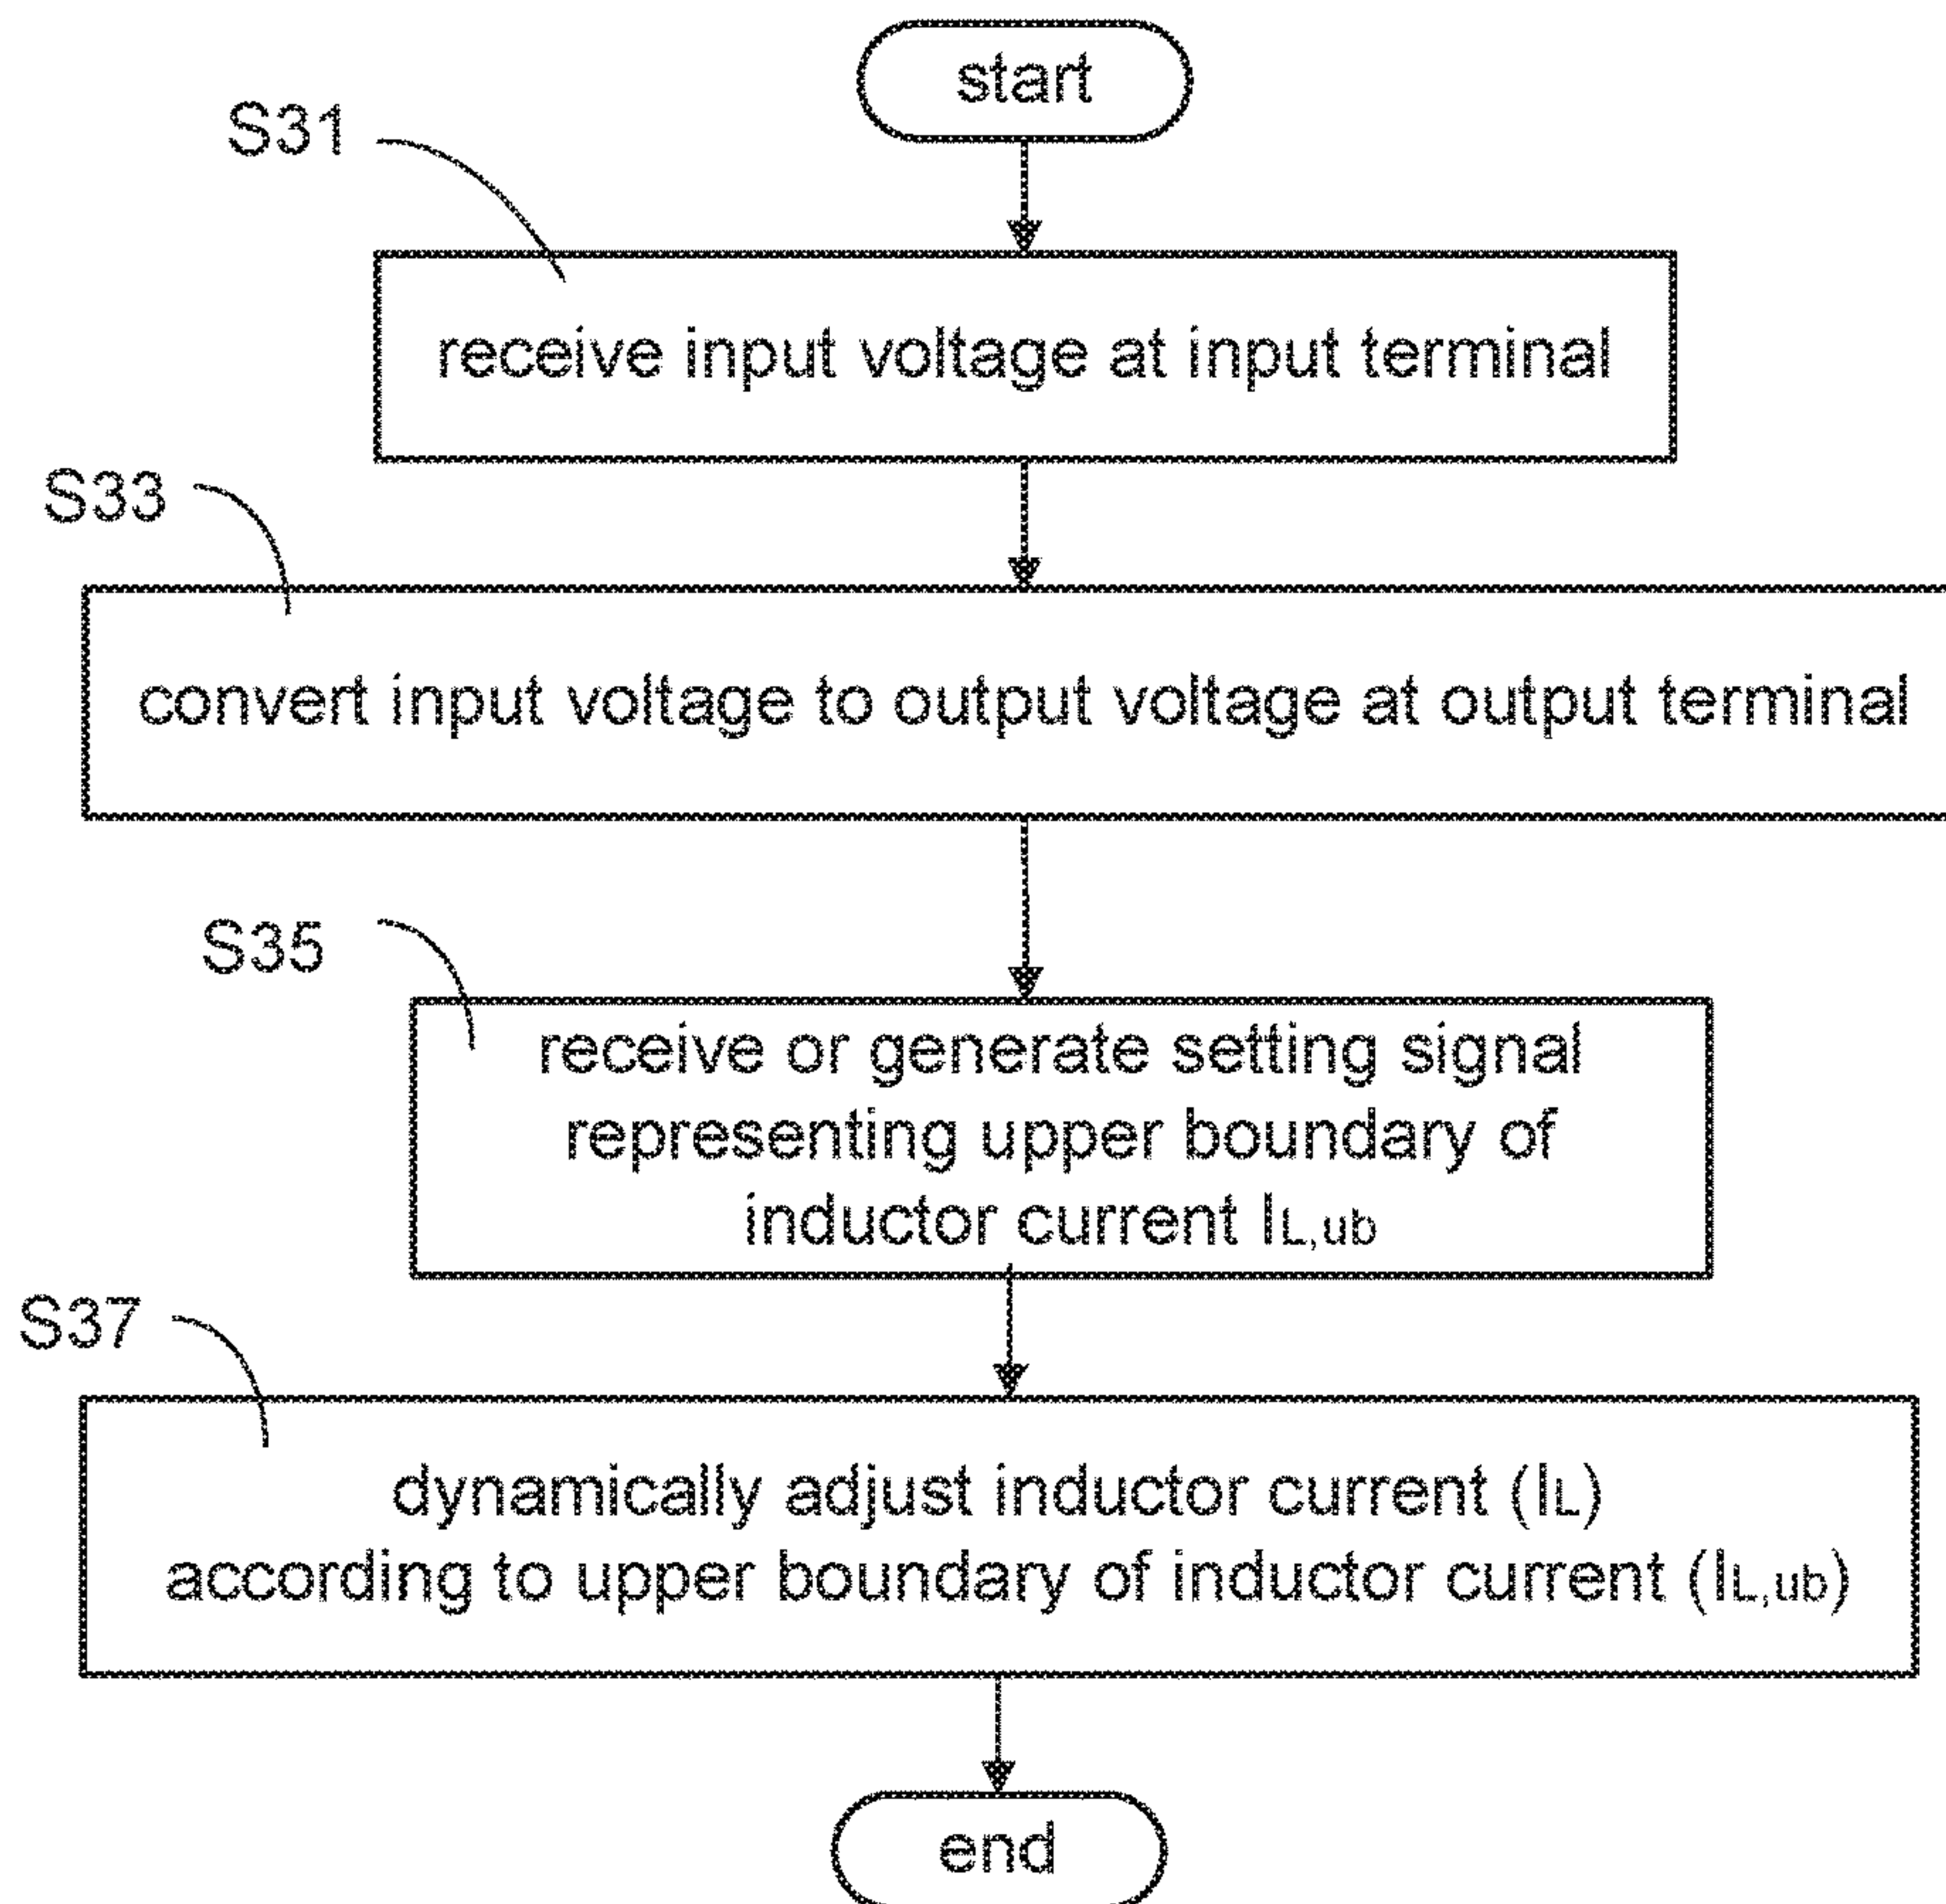 start
S31
receive input voltage at input terminal
S33
convert input voltage to output voltage at output terminal
S35
receive or generate setting signal
representing upper boundary of
inductor current IL,ub
S37
dynamically adjust inductor current (IL)
according to upper boundary of inductor current (IL,ub)
end